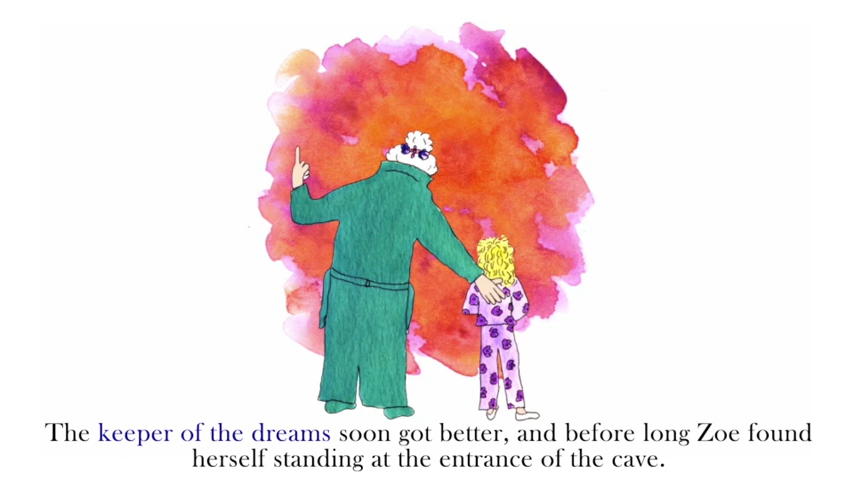 The keeper of the dreams soon got better, and before long Zoe found
herself standing at the entrance of the cave.